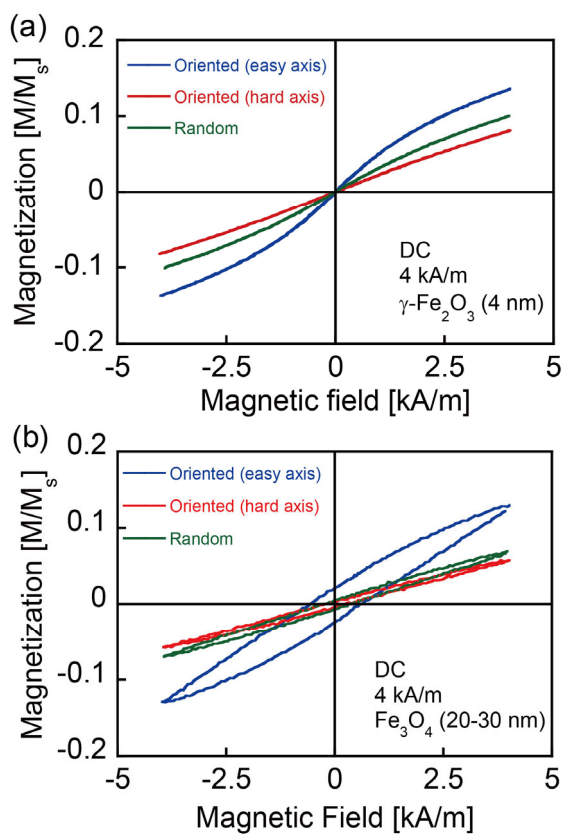 (a)
0.2
0.1
0
-0.1
-0.2
Magnetization [M/Mₛ]
Oriented (easy axis)
Oriented (hard axis)
Random
DC
4 kA/m
γ-Fe₂O₃ (4 nm)
-5
-2.5
0
2.5
5
Magnetic field [kA/m]
(b)
0.2
0.1
0
-0.1
-0.2
Magnetization [M/Mₛ]
Oriented (easy axis)
Oriented (hard axis)
Random
DC
4 kA/m
Fe₃O₄ (20-30 nm)
-5
-2.5
0
2.5
5
Magnetic Field [kA/m]